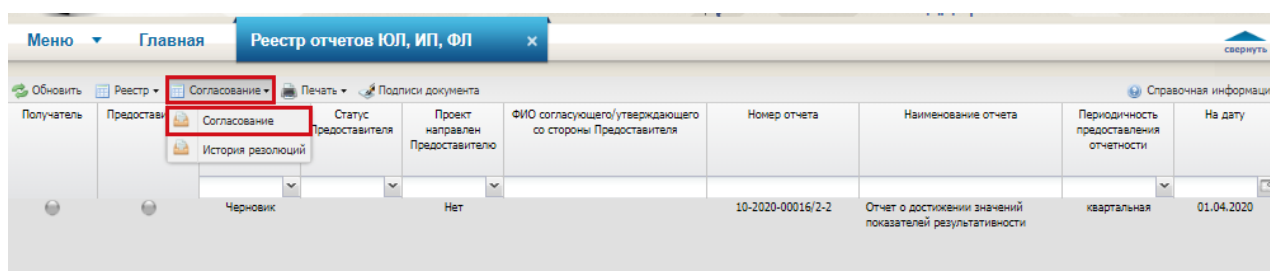 Меню Главная Реестр отчетов ЮЛ, ИП, ФЛ ×
свернуть
Обновить Реестр Согласование Печать Подписи документа Справочная информаци
Получатель Предостави Статус Проект ФИО согласующего/утверждающего Номер отчета Наименование отчета Периодичность На дату
Согласование Предоставителя направлен со стороны Предоставителя предоставления
Предоставителю отчетности
История резолюций
Черновик Нет 10-2020-00016/2-2 Отчет о достижении значений квартальная 01.04.2020
показателей результативности